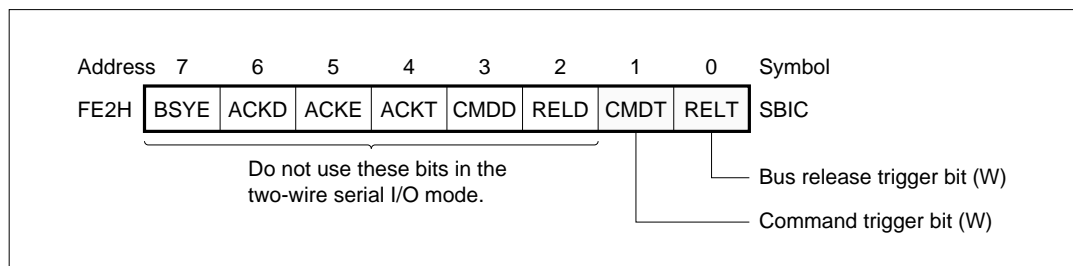 Address 7 6 5 4 3 2 1 0 Symbol
FE2H BSYE ACKD ACKE ACKT CMDD RELD CMDT RELT SBIC
Do not use these bits in the
two-wire serial I/O mode.
Bus release trigger bit (W)
Command trigger bit (W)